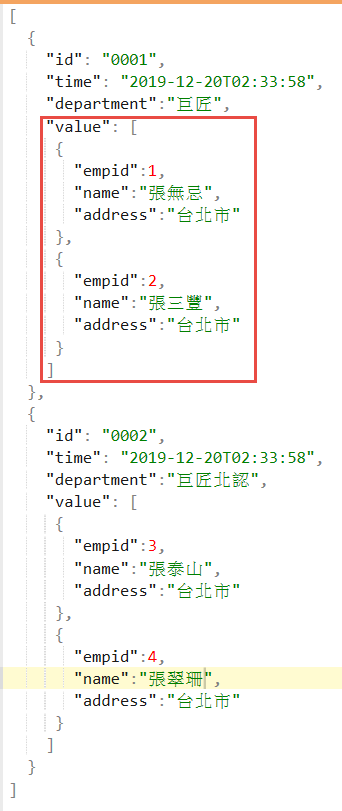 [
  {
    "id": "0001",
    "time": "2019-12-20T02:33:58",
    "department":"巨匠",
    "value": [
     {
       "empid":1,
       "name":"張無忌",
       "address":"台北市"
     },
     {
       "empid":2,
       "name":"張三豐",
       "address":"台北市"
     }
    ]
  },
  {
    "id": "0002",
    "time": "2019-12-20T02:33:58",
    "department":"巨匠北認",
    "value": [
     {
       "empid":3,
       "name":"張泰山",
       "address":"台北市"
     },
     {
       "empid":4,
       "name":"張翠珊",
       "address":"台北市"
     }
    ]
  }
]